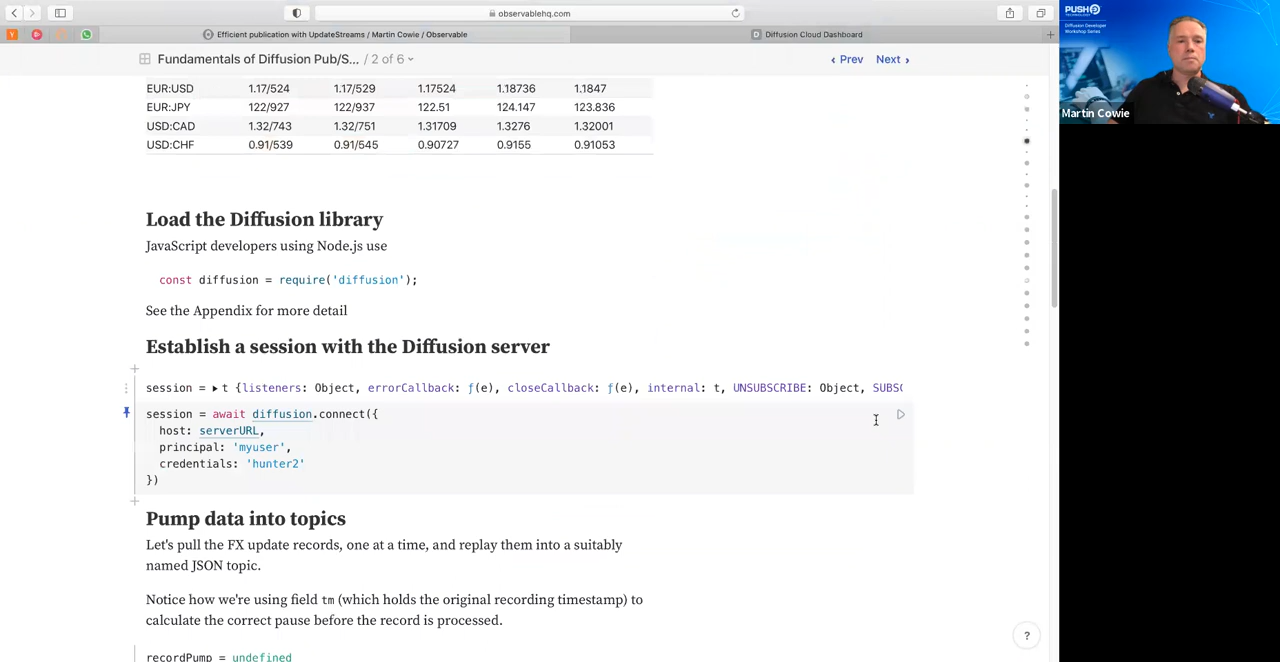 observablehq.com
Efficient publication with UpdateStreams / Martin Cowie / Observable
Diffusion Cloud Dashboard
Fundamentals of Diffusion Pub/S... / 2 of 6
Prev
Next
EUR:USD 1.17/524 1.17/529 1.17524 1.18736 1.1847
EUR:JPY 122/927 122/937 122.51 124.147 123.836
USD:CAD 1.32/743 1.32/751 1.31709 1.3276 1.32001
USD:CHF 0.91/539 0.91/545 0.90727 0.9155 0.91053
Load the Diffusion library
JavaScript developers using Node.js use
const diffusion = require('diffusion');
See the Appendix for more detail
Establish a session with the Diffusion server
session = ▸ t {listeners: Object, errorCallback: ƒ(e), closeCallback: ƒ(e), internal: t, UNSUBSCRIBE: Object, SUBSC
session = await diffusion.connect({
host: serverURL,
principal: 'myuser',
credentials: 'hunter2'
})
Pump data into topics
Let's pull the FX update records, one at a time, and replay them into a suitably
named JSON topic.
Notice how we're using field tm (which holds the original recording timestamp) to
calculate the correct pause before the record is processed.
recordPump = undefined
?
PUSH
TECHNOLOGY
Diffusion Developer
Workshop Series
Martin Cowie